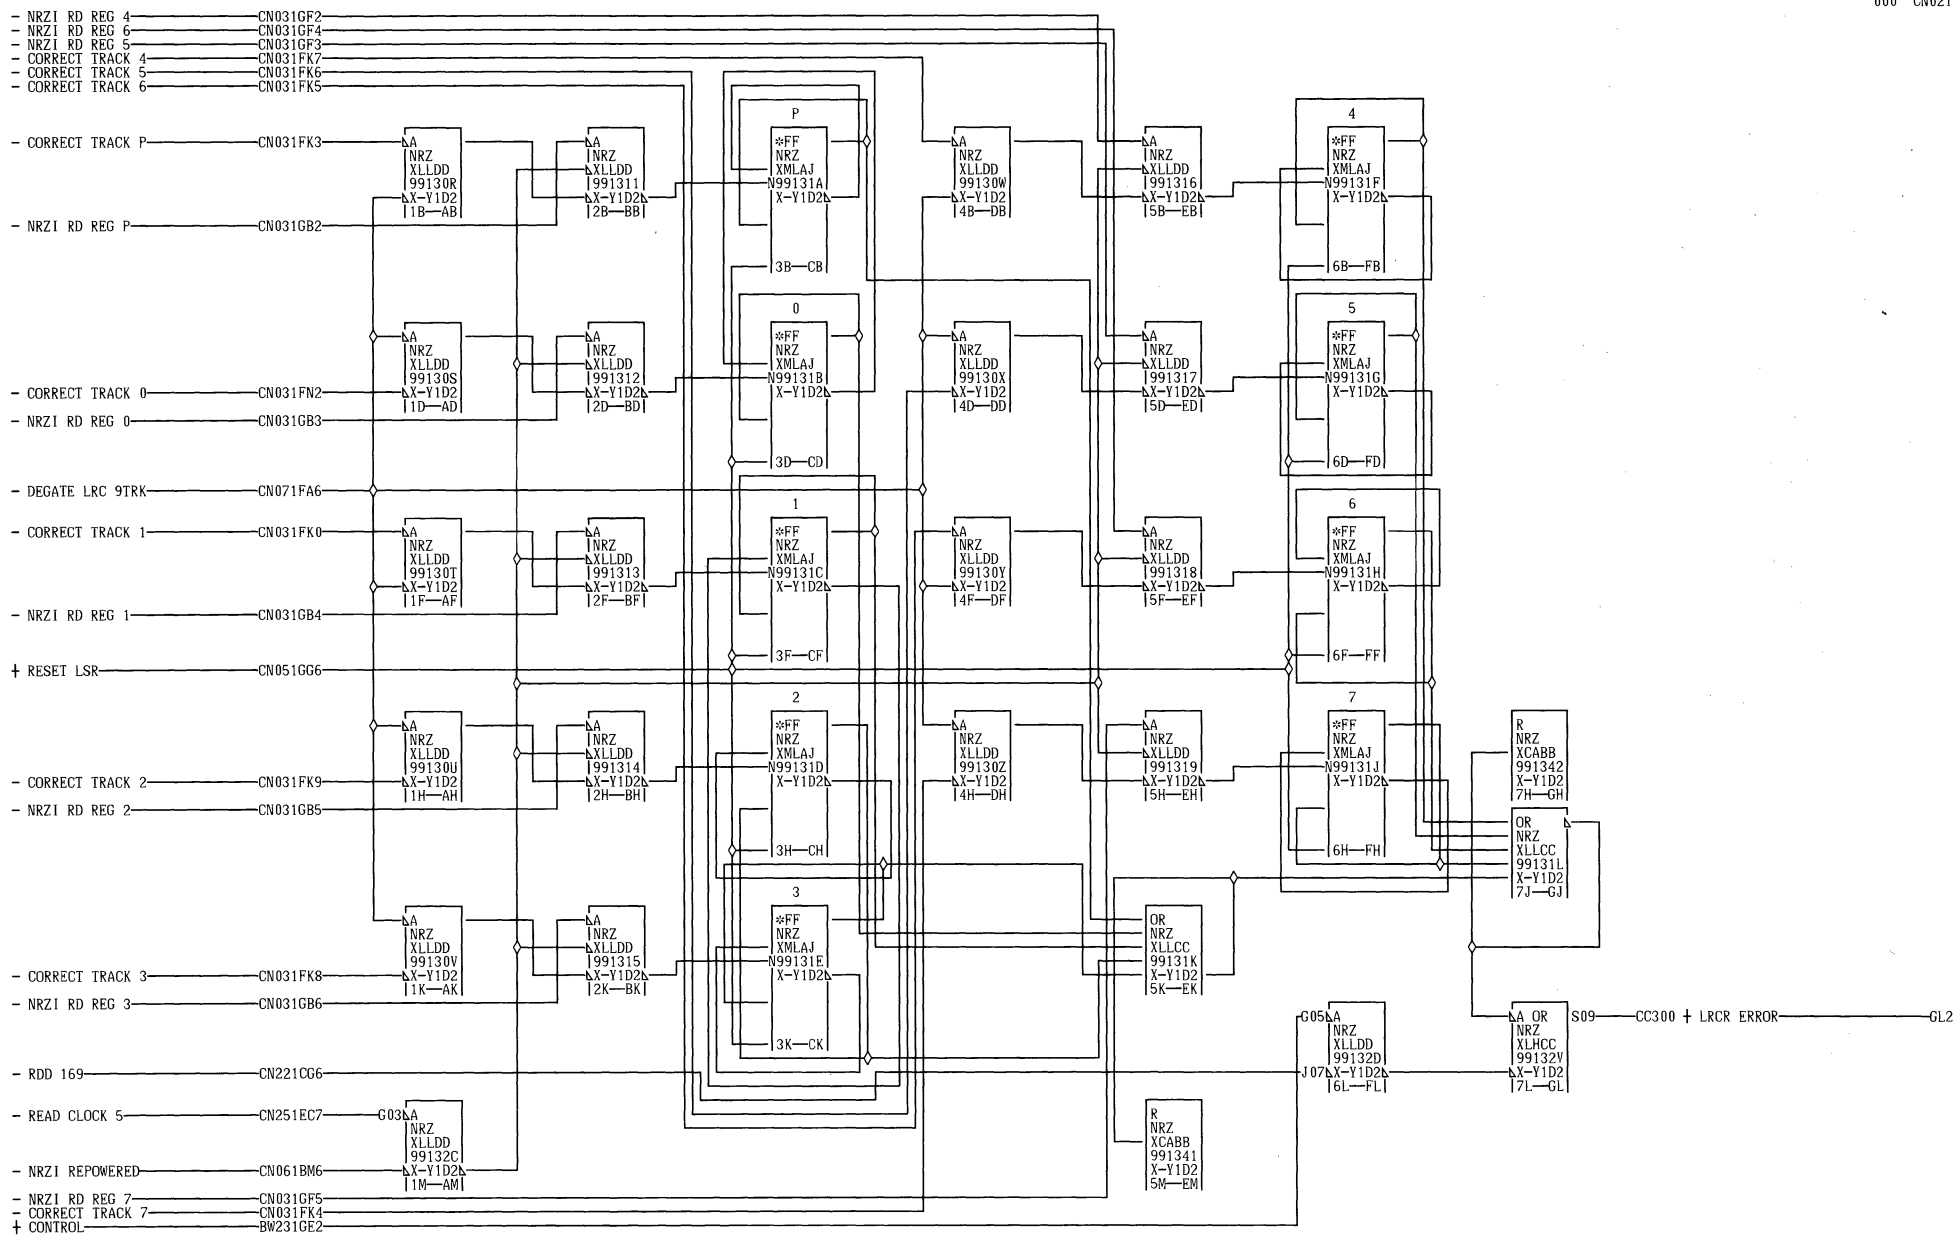 000 CN021
- NRZI RD REG 4 CN031GF2
- NRZI RD REG 6 CN031GF4
- NRZI RD REG 5 CN031GF3
- CORRECT TRACK 4 CN031FK7
- CORRECT TRACK 5 CN031FK6
- CORRECT TRACK 6 CN031FK5
P
4
- CORRECT TRACK P CN031FK3
A
NRZ
XLLDD
99130R
X-Y1D2
1B—AB
A
NRZ
XLLDD
991311
X-Y1D2
2B—BB
*FF
NRZ
XMLAJ
N99131A
X-Y1D2
3B—CB
A
NRZ
XLLDD
99130W
X-Y1D2
4B—DB
A
NRZ
XLLDD
991316
X-Y1D2
5B—EB
*FF
NRZ
XMLAJ
N99131F
X-Y1D2
6B—FB
- NRZI RD REG P CN031GB2
0
5
A
NRZ
XLLDD
99130S
X-Y1D2
1D—AD
A
NRZ
XLLDD
991312
X-Y1D2
2D—BD
*FF
NRZ
XMLAJ
N99131B
X-Y1D2
3D—CD
A
NRZ
XLLDD
99130X
X-Y1D2
4D—DD
A
NRZ
XLLDD
991317
X-Y1D2
5D—ED
*FF
NRZ
XMLAJ
N99131G
X-Y1D2
6D—FD
- CORRECT TRACK 0 CN031FN2
- NRZI RD REG 0 CN031GB3
- DEGATE LRC 9TRK CN071FA6
1
6
- CORRECT TRACK 1 CN031FK0
A
NRZ
XLLDD
99130T
X-Y1D2
1F—AF
A
NRZ
XLLDD
991313
X-Y1D2
2F—BF
*FF
NRZ
XMLAJ
N99131C
X-Y1D2
3F—CF
A
NRZ
XLLDD
99130Y
X-Y1D2
4F—DF
A
NRZ
XLLDD
991318
X-Y1D2
5F—EF
*FF
NRZ
XMLAJ
N99131H
X-Y1D2
6F—FF
- NRZI RD REG 1 CN031GB4
+ RESET LSR CN051GG6
2
7
A
NRZ
XLLDD
99130U
X-Y1D2
1H—AH
A
NRZ
XLLDD
991314
X-Y1D2
2H—BH
*FF
NRZ
XMLAJ
N99131D
X-Y1D2
3H—CH
A
NRZ
XLLDD
99130Z
X-Y1D2
4H—DH
A
NRZ
XLLDD
991319
X-Y1D2
5H—EH
*FF
NRZ
XMLAJ
N99131J
X-Y1D2
6H—FH
R
NRZ
XCABB
991342
X-Y1D2
7H—GH
- CORRECT TRACK 2 CN031FK9
- NRZI RD REG 2 CN031GB5
OR
NRZ
XLLCC
99131L
X-Y1D2
7J—GJ
3
A
NRZ
XLLDD
99130V
X-Y1D2
1K—AK
A
NRZ
XLLDD
991315
X-Y1D2
2K—BK
*FF
NRZ
XMLAJ
N99131E
X-Y1D2
3K—CK
OR
NRZ
XLLCC
99131K
X-Y1D2
5K—EK
- CORRECT TRACK 3 CN031FK8
- NRZI RD REG 3 CN031GB6
G05 A
NRZ
XLLDD
99132D
J07 X-Y1D2
6L—FL
A OR
NRZ
XLHCC
99132V
X-Y1D2
7L—GL
S09 CC300 + LRCR ERROR GL2
- RDD 169 CN221CG6
- READ CLOCK 5 CN251EC7 G03 A
NRZ
XLLDD
99132C
X-Y1D2
1M—AM
R
NRZ
XCABB
991341
X-Y1D2
5M—EM
- NRZI REPOWERED CN061BM6
- NRZI RD REG 7 CN031GF5
- CORRECT TRACK 7 CN031FK4
+ CONTROL BW231GE2